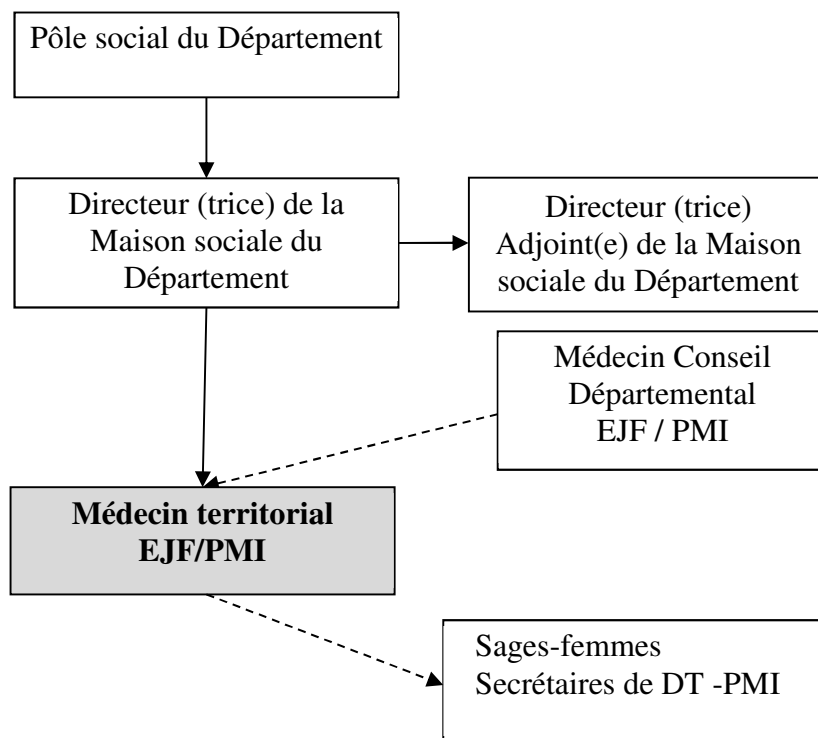 Pôle social du Département
Directeur (trice) de la
Maison sociale du
Département
Directeur (trice)
Adjoint(e) de la Maison
sociale du Département
Médecin Conseil
Départemental
EJF / PMI
Médecin territorial
EJF/PMI
Sages-femmes
Secrétaires de DT -PMI